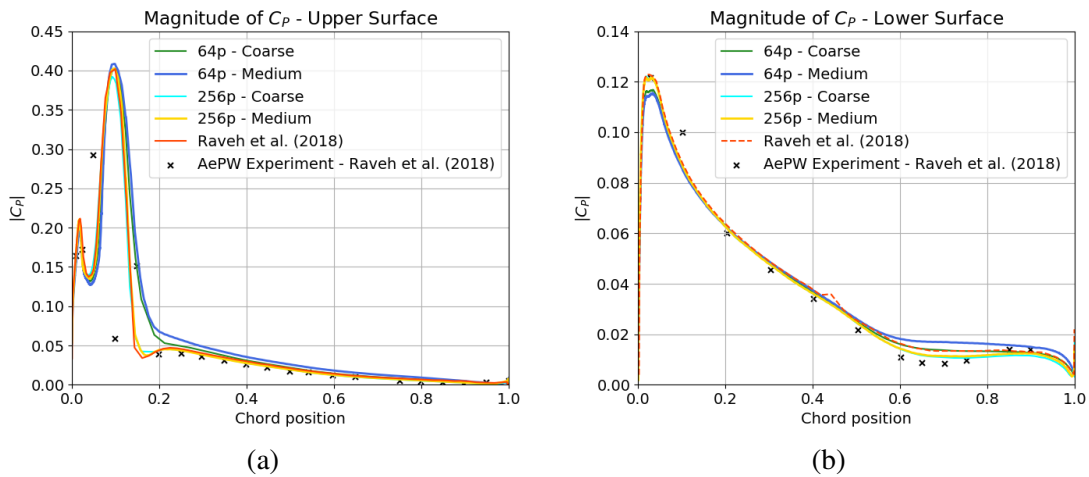 Magnitude of C_P - Upper Surface
0.45
0.40
0.35
0.30
0.25
0.20
0.15
0.10
0.05
0.00
|C_P|
64p - Coarse
64p - Medium
256p - Coarse
256p - Medium
Raveh et al. (2018)
AePW Experiment - Raveh et al. (2018)
0.0 0.2 0.4 0.6 0.8 1.0
Chord position
(a)
Magnitude of C_P - Lower Surface
0.14
0.12
0.10
0.08
0.06
0.04
0.02
0.00
|C_P|
64p - Coarse
64p - Medium
256p - Coarse
256p - Medium
Raveh et al. (2018)
AePW Experiment - Raveh et al. (2018)
0.0 0.2 0.4 0.6 0.8 1.0
Chord position
(b)